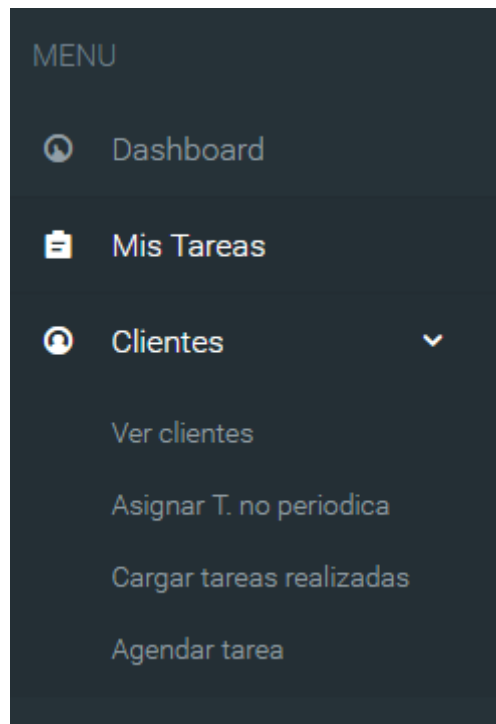 MENU
Dashboard
Mis Tareas
Clientes
Ver clientes
Asignar T. no periodica
Cargar tareas realizadas
Agendar tarea